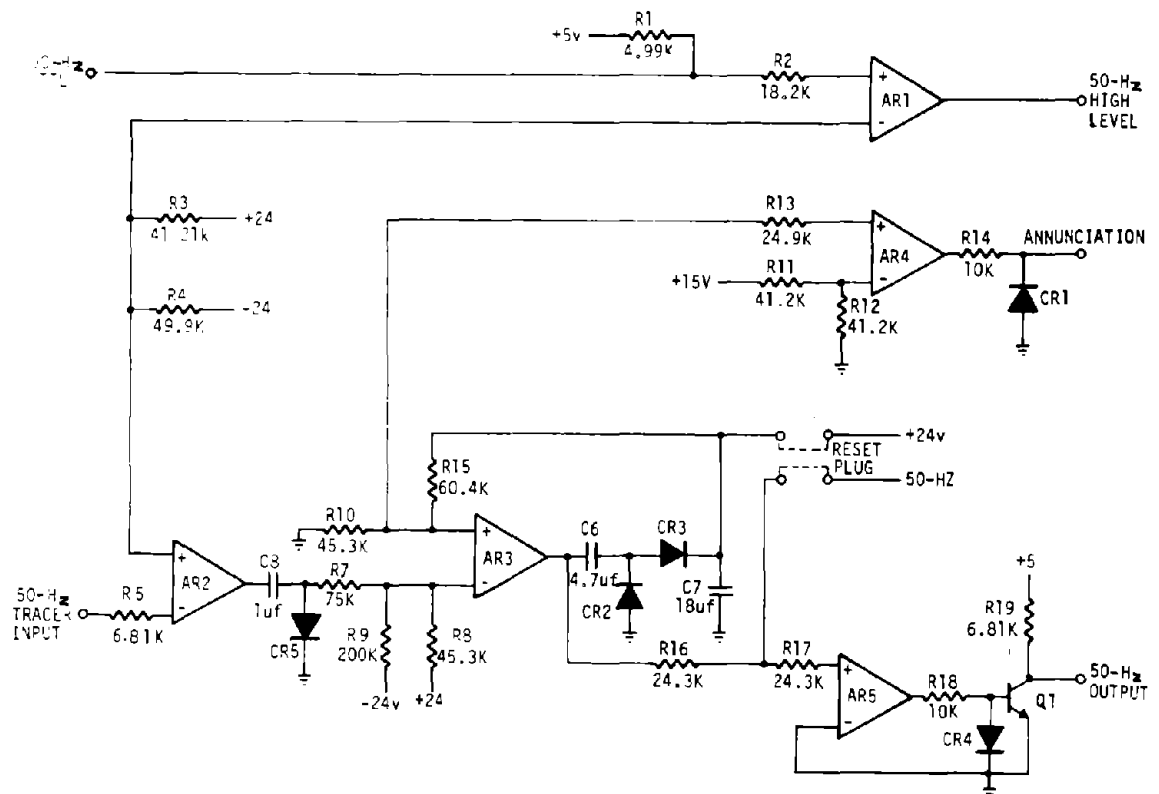 R1
+5v
4.99K
R2
18.2K
+
AR1
-
50-Hz
HIGH
LEVEL
R3
+24
41.21k
R4
-24
49.9K
R13
24.9K
+
AR4
-
R14
10K
ANNUNCIATION
+15V
R11
41.2K
R12
41.2K
CR1
+24v
RESET
PLUG
50-HZ
R15
60.4K
R10
45.3K
+
AR3
-
C6
4.7uf
CR3
CR2
C7
18uf
+
AR2
-
50-Hz
TRACER
INPUT
R5
6.81K
C8
1uf
R7
75K
CR5
R9
200K
R8
45.3K
-24v
+24
R16
24.3K
R17
24.3K
+
AR5
-
R18
10K
CR4
+5
R19
6.81K
50-Hz
OUTPUT
Q1